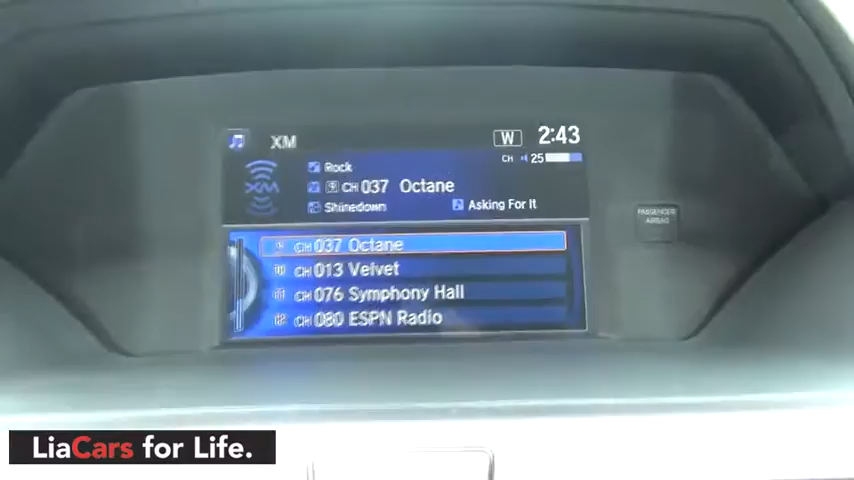 XM
W
2:43
CH
25
Rock
XM
CH 037 Octane
Shinedown
Asking For It
CH 037 Octane
CH 013 Velvet
CH 076 Symphony Hall
CH 080 ESPN Radio
PASSENGER
AIRBAG
LiaCars for Life.